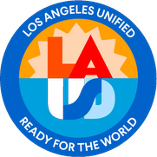 LOS ANGELES UNIFIED
LA
USD
READY FOR THE WORLD